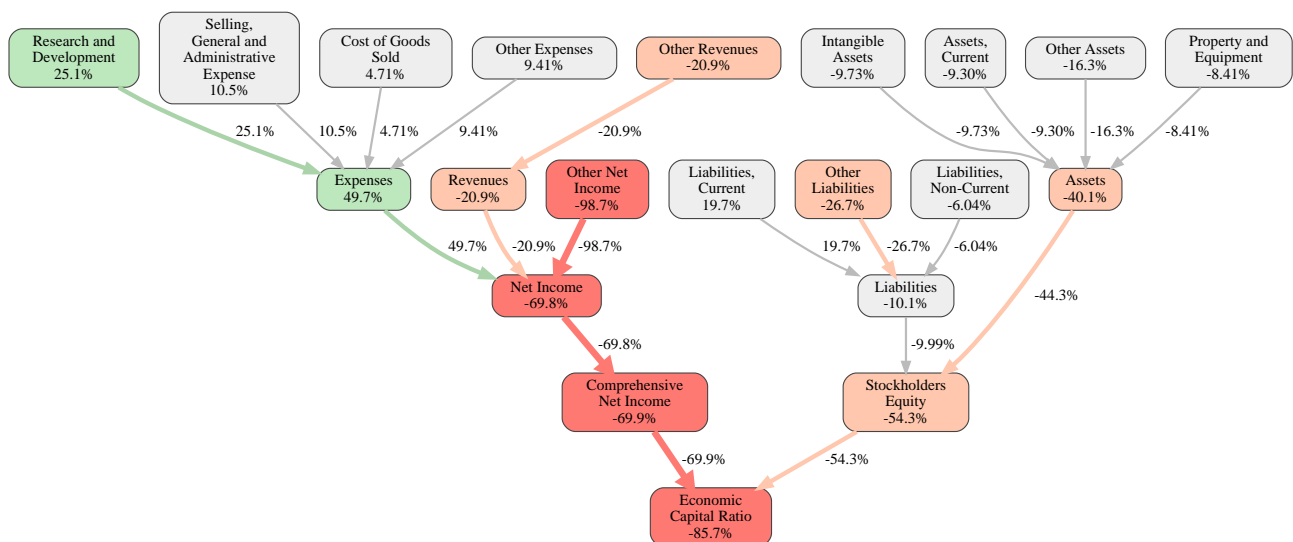 Research and
Development
25.1%
Selling,
General and
Administrative
Expense
10.5%
Cost of Goods
Sold
4.71%
Other Expenses
9.41%
Other Revenues
-20.9%
Intangible
Assets
-9.73%
Assets,
Current
-9.30%
Other Assets
-16.3%
Property and
Equipment
-8.41%
25.1%
10.5%
4.71%
9.41%
-20.9%
-9.73%
-9.30%
-16.3%
-8.41%
Expenses
49.7%
Revenues
-20.9%
Other Net
Income
-98.7%
Liabilities,
Current
19.7%
Other
Liabilities
-26.7%
Liabilities,
Non-Current
-6.04%
Assets
-40.1%
49.7%
-20.9%
-98.7%
19.7%
-26.7%
-6.04%
-44.3%
Net Income
-69.8%
Liabilities
-10.1%
-69.8%
-9.99%
Comprehensive
Net Income
-69.9%
Stockholders
Equity
-54.3%
-69.9%
-54.3%
Economic
Capital Ratio
-85.7%